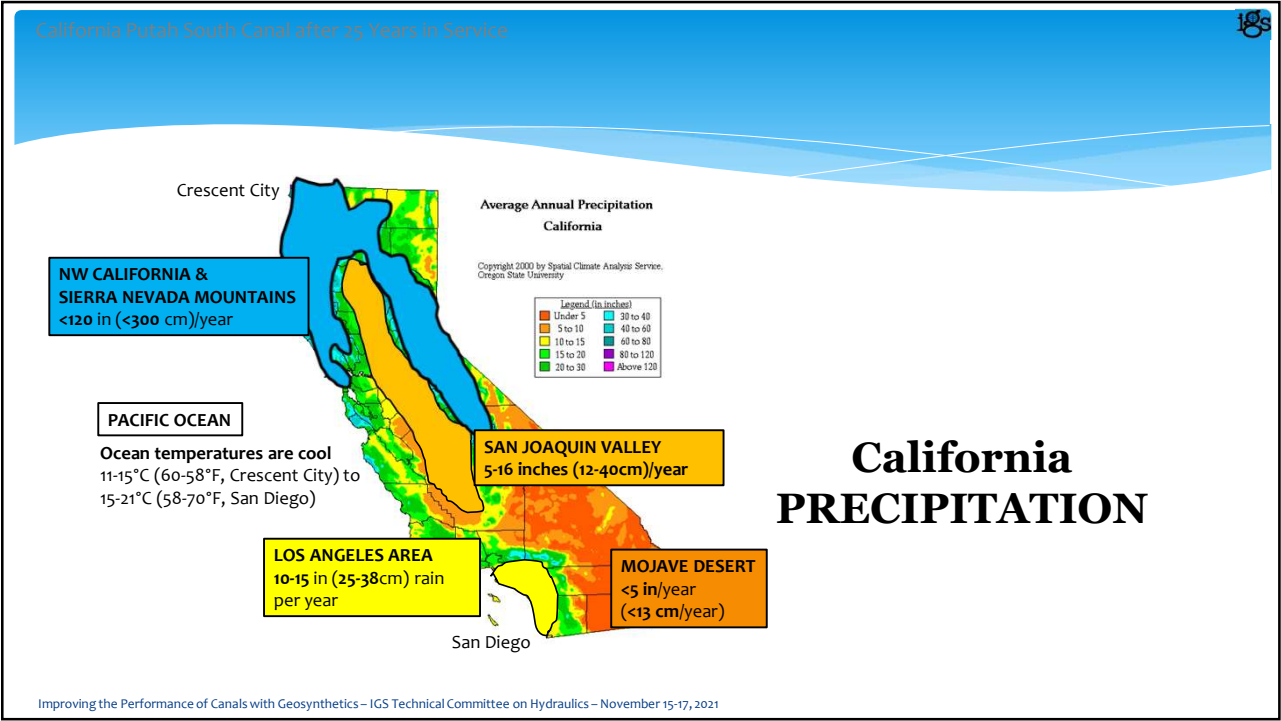 California Putah South Canal after 25 Years in Service
igs
Crescent City
Average Annual Precipitation
California
Copyright 2000 by Spatial Climate Analysis Service,
Oregon State University
Legend (in inches)
Under 5
30 to 40
5 to 10
40 to 60
10 to 15
60 to 80
15 to 20
80 to 120
20 to 30
Above 120
NW CALIFORNIA &
SIERRA NEVADA MOUNTAINS
<120 in (<300 cm)/year
PACIFIC OCEAN
Ocean temperatures are cool
11-15°C (60-58°F, Crescent City) to
15-21°C (58-70°F, San Diego)
SAN JOAQUIN VALLEY
5-16 inches (12-40cm)/year
California
PRECIPITATION
LOS ANGELES AREA
10-15 in (25-38cm) rain
per year
MOJAVE DESERT
<5 in/year
(<13 cm/year)
San Diego
Improving the Performance of Canals with Geosynthetics – IGS Technical Committee on Hydraulics – November 15-17, 2021